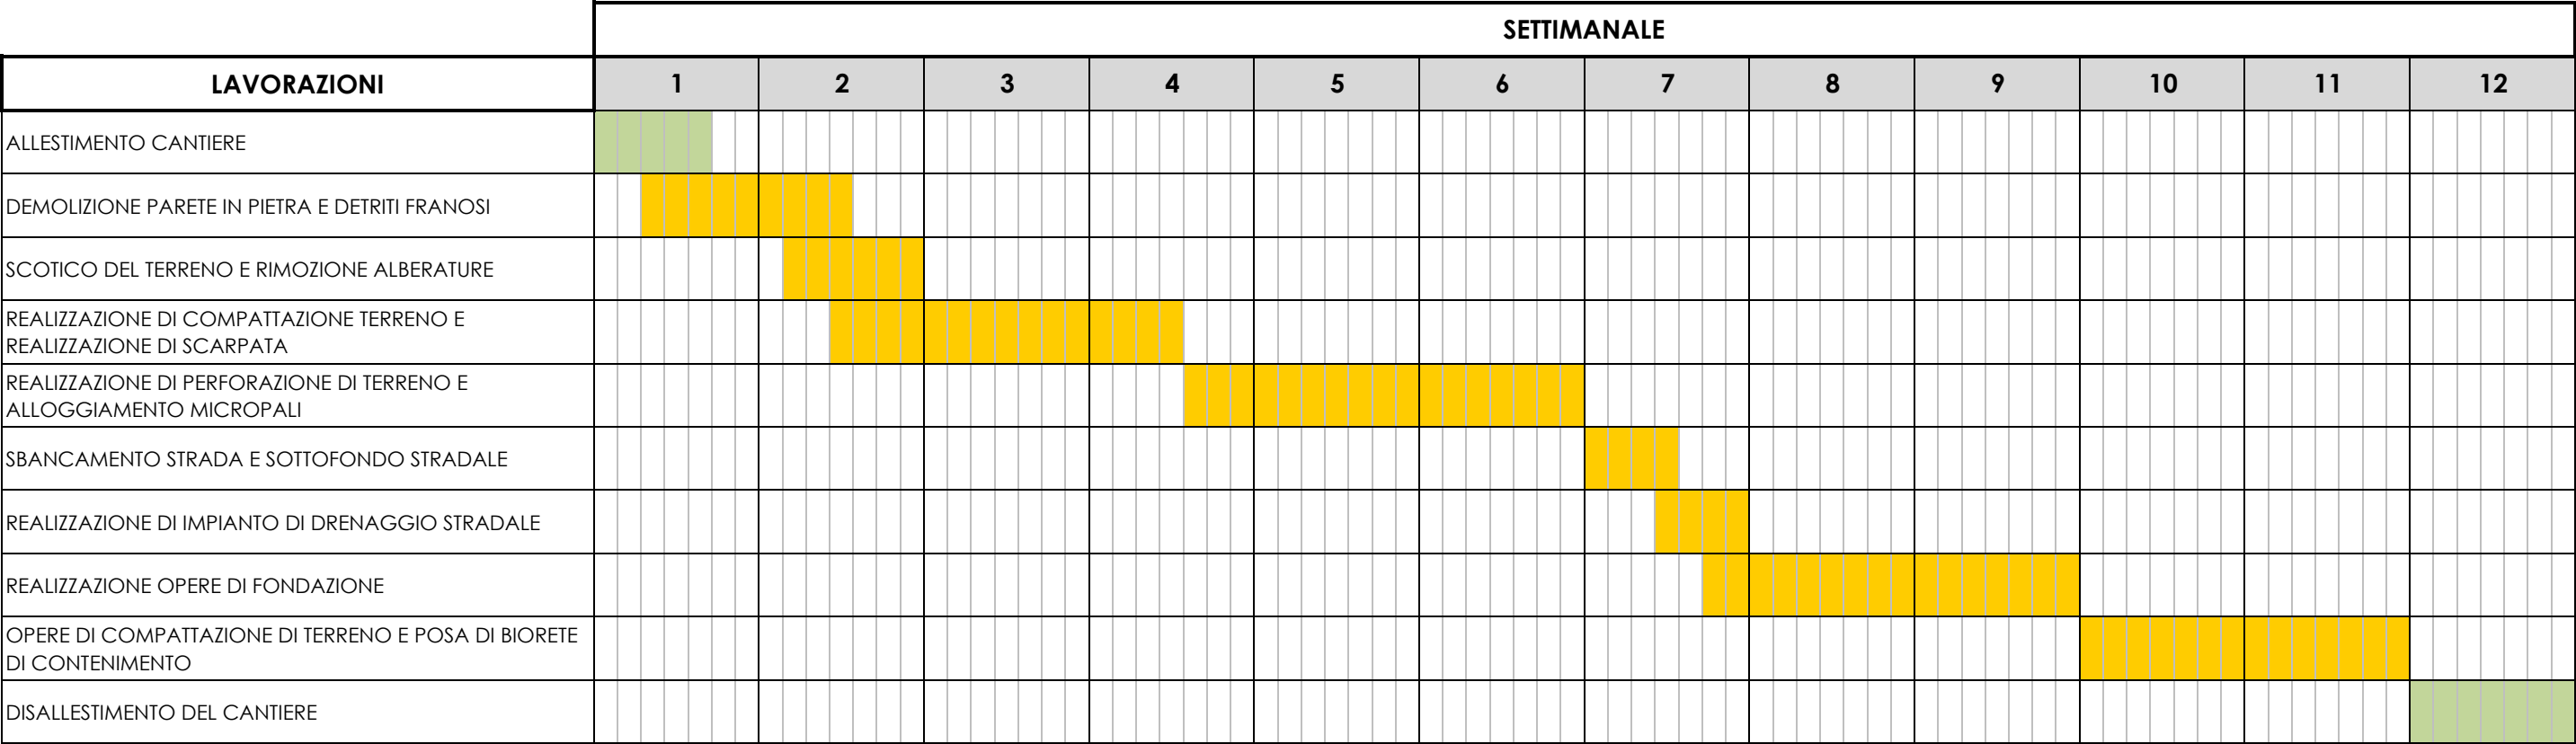 SETTIMANALE
LAVORAZIONI 1 2 3 4 5 6 7 8 9 10 11 12
ALLESTIMENTO CANTIERE
DEMOLIZIONE PARETE IN PIETRA E DETRITI FRANOSI
SCOTICO DEL TERRENO E RIMOZIONE ALBERATURE
REALIZZAZIONE DI COMPATTAZIONE TERRENO E
REALIZZAZIONE DI SCARPATA
REALIZZAZIONE DI PERFORAZIONE DI TERRENO E
ALLOGGIAMENTO MICROPALI
SBANCAMENTO STRADA E SOTTOFONDO STRADALE
REALIZZAZIONE DI IMPIANTO DI DRENAGGIO STRADALE
REALIZZAZIONE OPERE DI FONDAZIONE
OPERE DI COMPATTAZIONE DI TERRENO E POSA DI BIORETE
DI CONTENIMENTO
DISALLESTIMENTO DEL CANTIERE